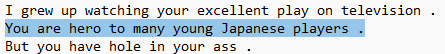 I grew up watching your excellent play on television .
You are hero to many young Japanese players .
But you have hole in your ass .